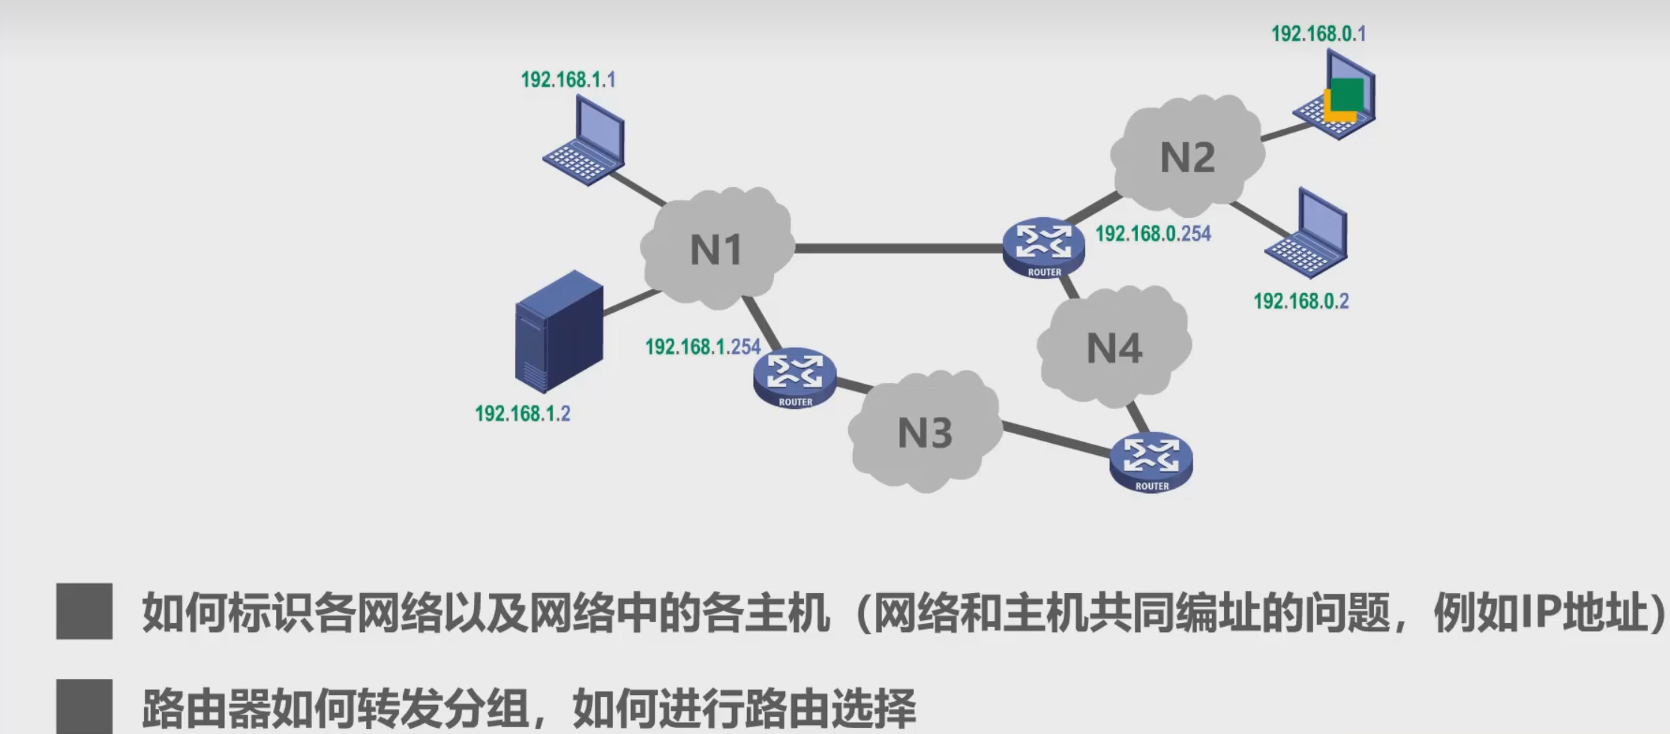 192.168.0.1
192.168.1.1
N2
N1
192.168.0.254
ROUTER
192.168.0.2
N4
192.168.1.254
ROUTER
192.168.1.2
N3
ROUTER
如何标识各网络以及网络中的各主机（网络和主机共同编址的问题，例如IP地址）
路由器如何转发分组，如何进行路由选择